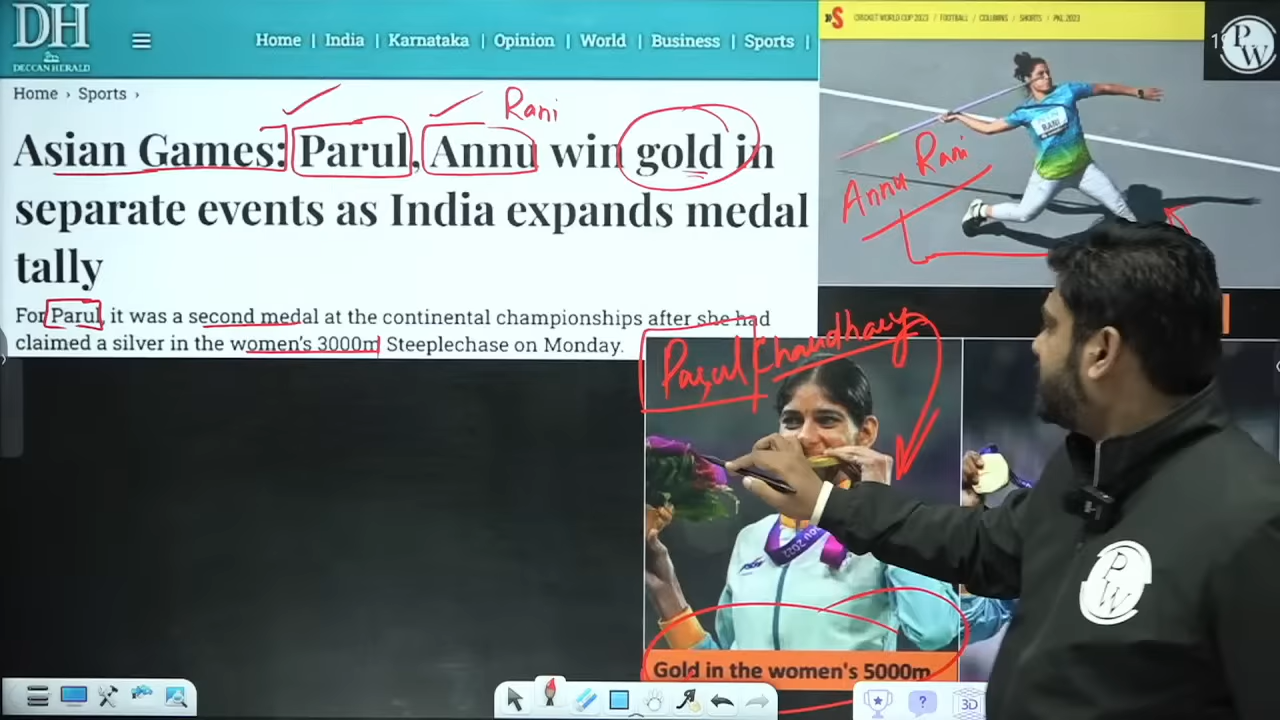 DH
DECCAN HERALD
Home | India | Karnataka | Opinion | World | Business | Sports |
CRICKET WORLD CUP 2023 / FOOTBALL / COLUMNS / SHORTS / PKL 2023
PW
Home › Sports ›
Rani
Asian Games: Parul, Annu win gold in
separate events as India expands medal
tally
For Parul, it was a second medal at the continental championships after she had
claimed a silver in the women's 3000m Steeplechase on Monday.
RANI
Annu Rani
Parul Chaudhary
2022
Gold in the women's 5000m
PW
3D